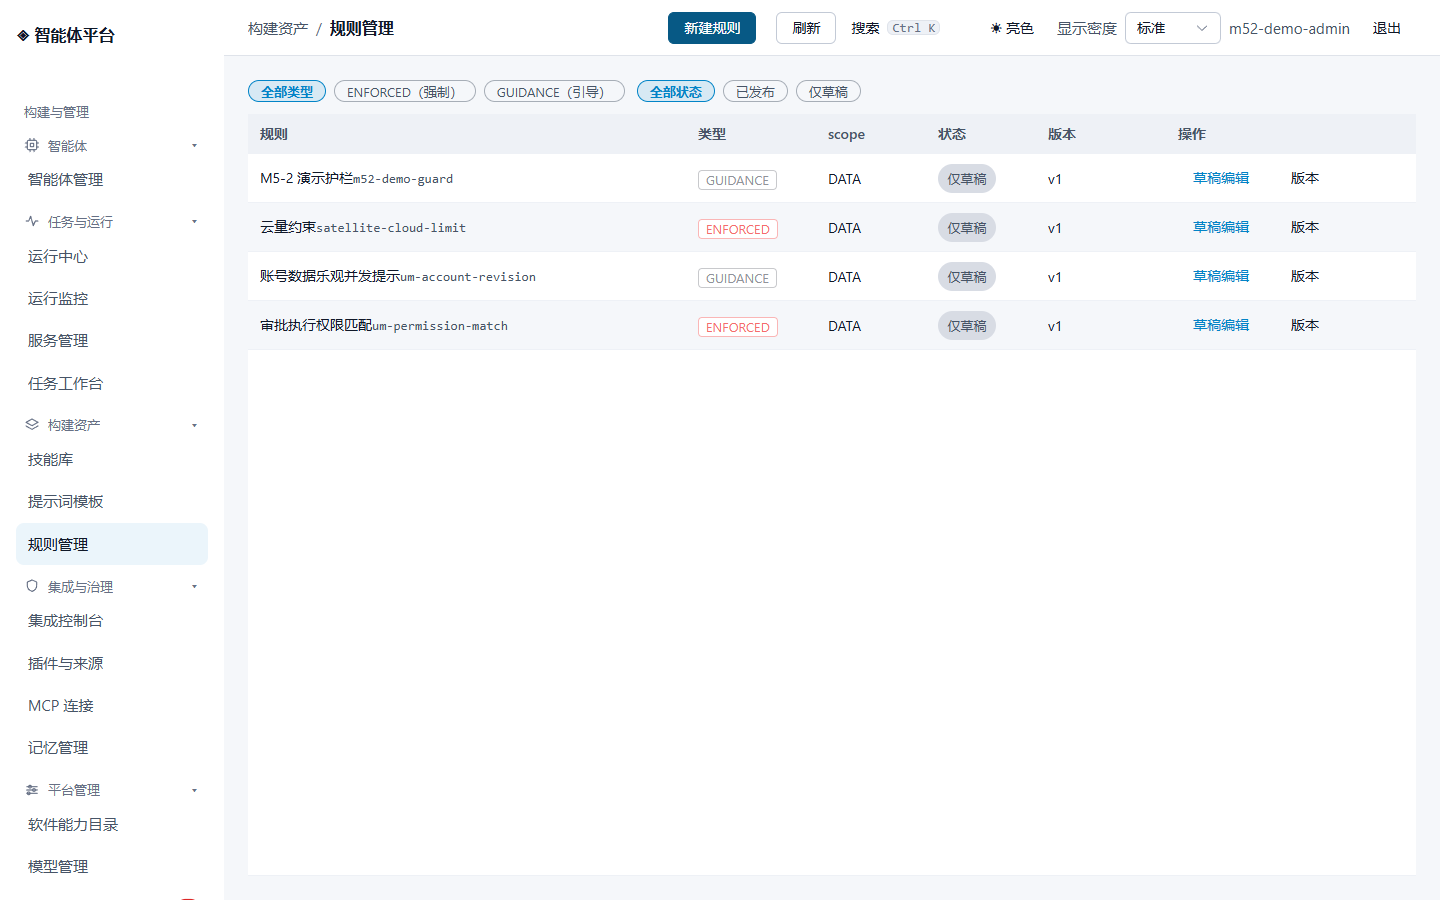 ◈ 智能体平台
构建与管理
智能体
智能体管理
任务与运行
运行中心
运行监控
服务管理
任务工作台
构建资产
技能库
提示词模板
规则管理
集成与治理
集成控制台
插件与来源
MCP 连接
记忆管理
平台管理
软件能力目录
模型管理
构建资产 / 规则管理 新建规则 刷新 搜索 Ctrl K ☀ 亮色 显示密度 标准 m52-demo-admin 退出
全部类型 ENFORCED（强制） GUIDANCE（引导） 全部状态 已发布 仅草稿
规则 类型 scope 状态 版本 操作
M5-2 演示护栏m52-demo-guard GUIDANCE DATA 仅草稿 v1 草稿编辑 版本
云量约束satellite-cloud-limit ENFORCED DATA 仅草稿 v1 草稿编辑 版本
账号数据乐观并发提示um-account-revision GUIDANCE DATA 仅草稿 v1 草稿编辑 版本
审批执行权限匹配um-permission-match ENFORCED DATA 仅草稿 v1 草稿编辑 版本